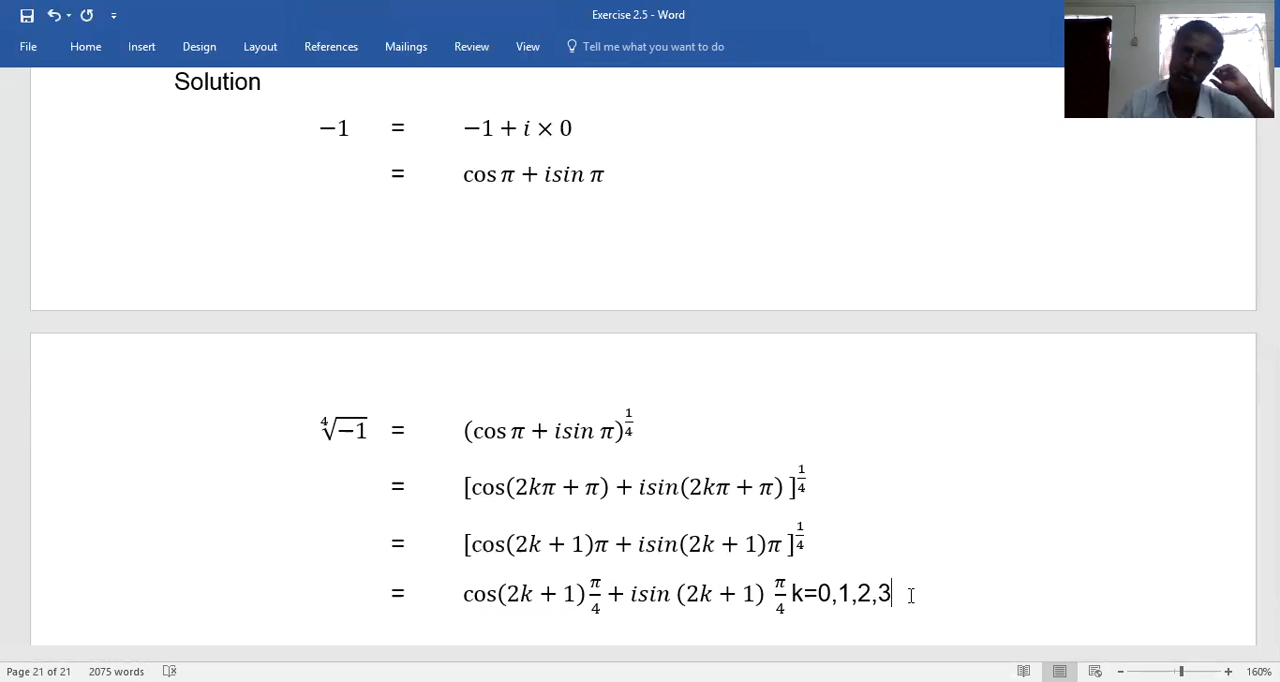 Exercise 2.5 - Word
File Home Insert Design Layout References Mailings Review View Tell me what you want to do
Solution
−1 = −1 + i × 0
= cos π + isin π
∜−1 = (cos π + isin π)^(1/4)
= [cos(2kπ + π) + isin(2kπ + π) ]^(1/4)
= [cos(2k + 1)π + isin(2k + 1)π ]^(1/4)
= cos(2k + 1) π/4 + isin (2k + 1) π/4 k=0,1,2,3
Page 21 of 21 2075 words 160%